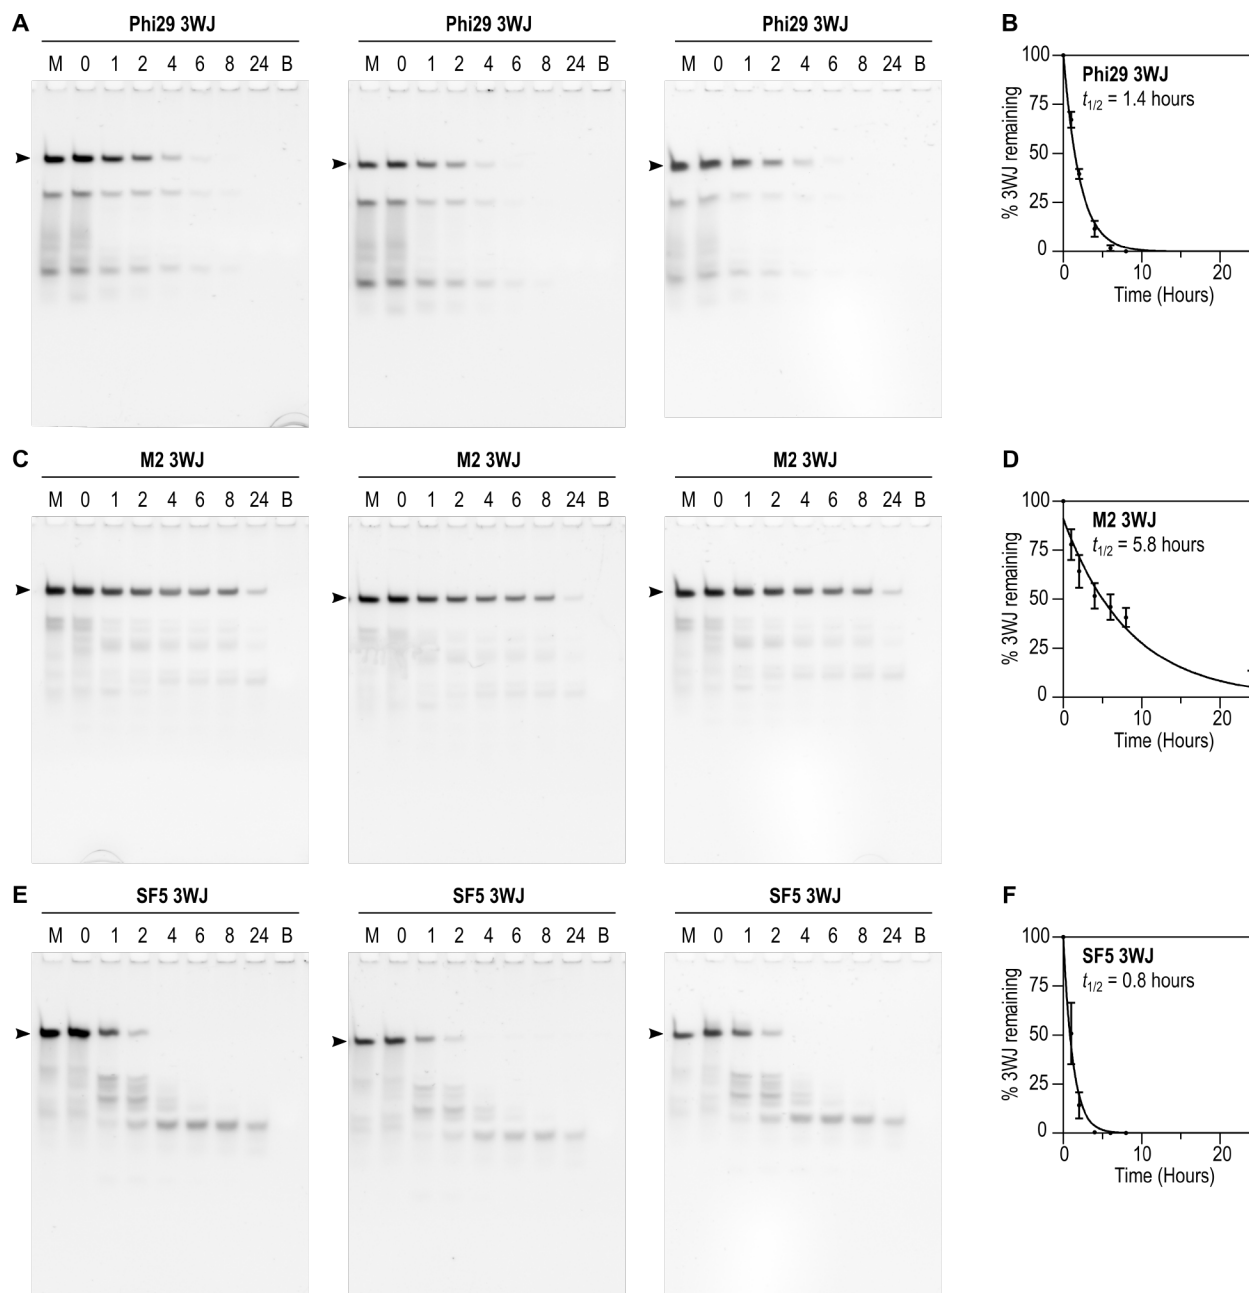 A Phi29 3WJ Phi29 3WJ Phi29 3WJ B
M 0 1 2 4 6 8 24 B M 0 1 2 4 6 8 24 B M 0 1 2 4 6 8 24 B
100
75
50
25
0
% 3WJ remaining
Phi29 3WJ
t1/2 = 1.4 hours
0 10 20
Time (Hours)
C M2 3WJ M2 3WJ M2 3WJ D
M 0 1 2 4 6 8 24 B M 0 1 2 4 6 8 24 B M 0 1 2 4 6 8 24 B
100
75
50
25
0
% 3WJ remaining
M2 3WJ
t1/2 = 5.8 hours
0 10 20
Time (Hours)
E SF5 3WJ SF5 3WJ SF5 3WJ F
M 0 1 2 4 6 8 24 B M 0 1 2 4 6 8 24 B M 0 1 2 4 6 8 24 B
100
75
50
25
0
% 3WJ remaining
SF5 3WJ
t1/2 = 0.8 hours
0 10 20
Time (Hours)